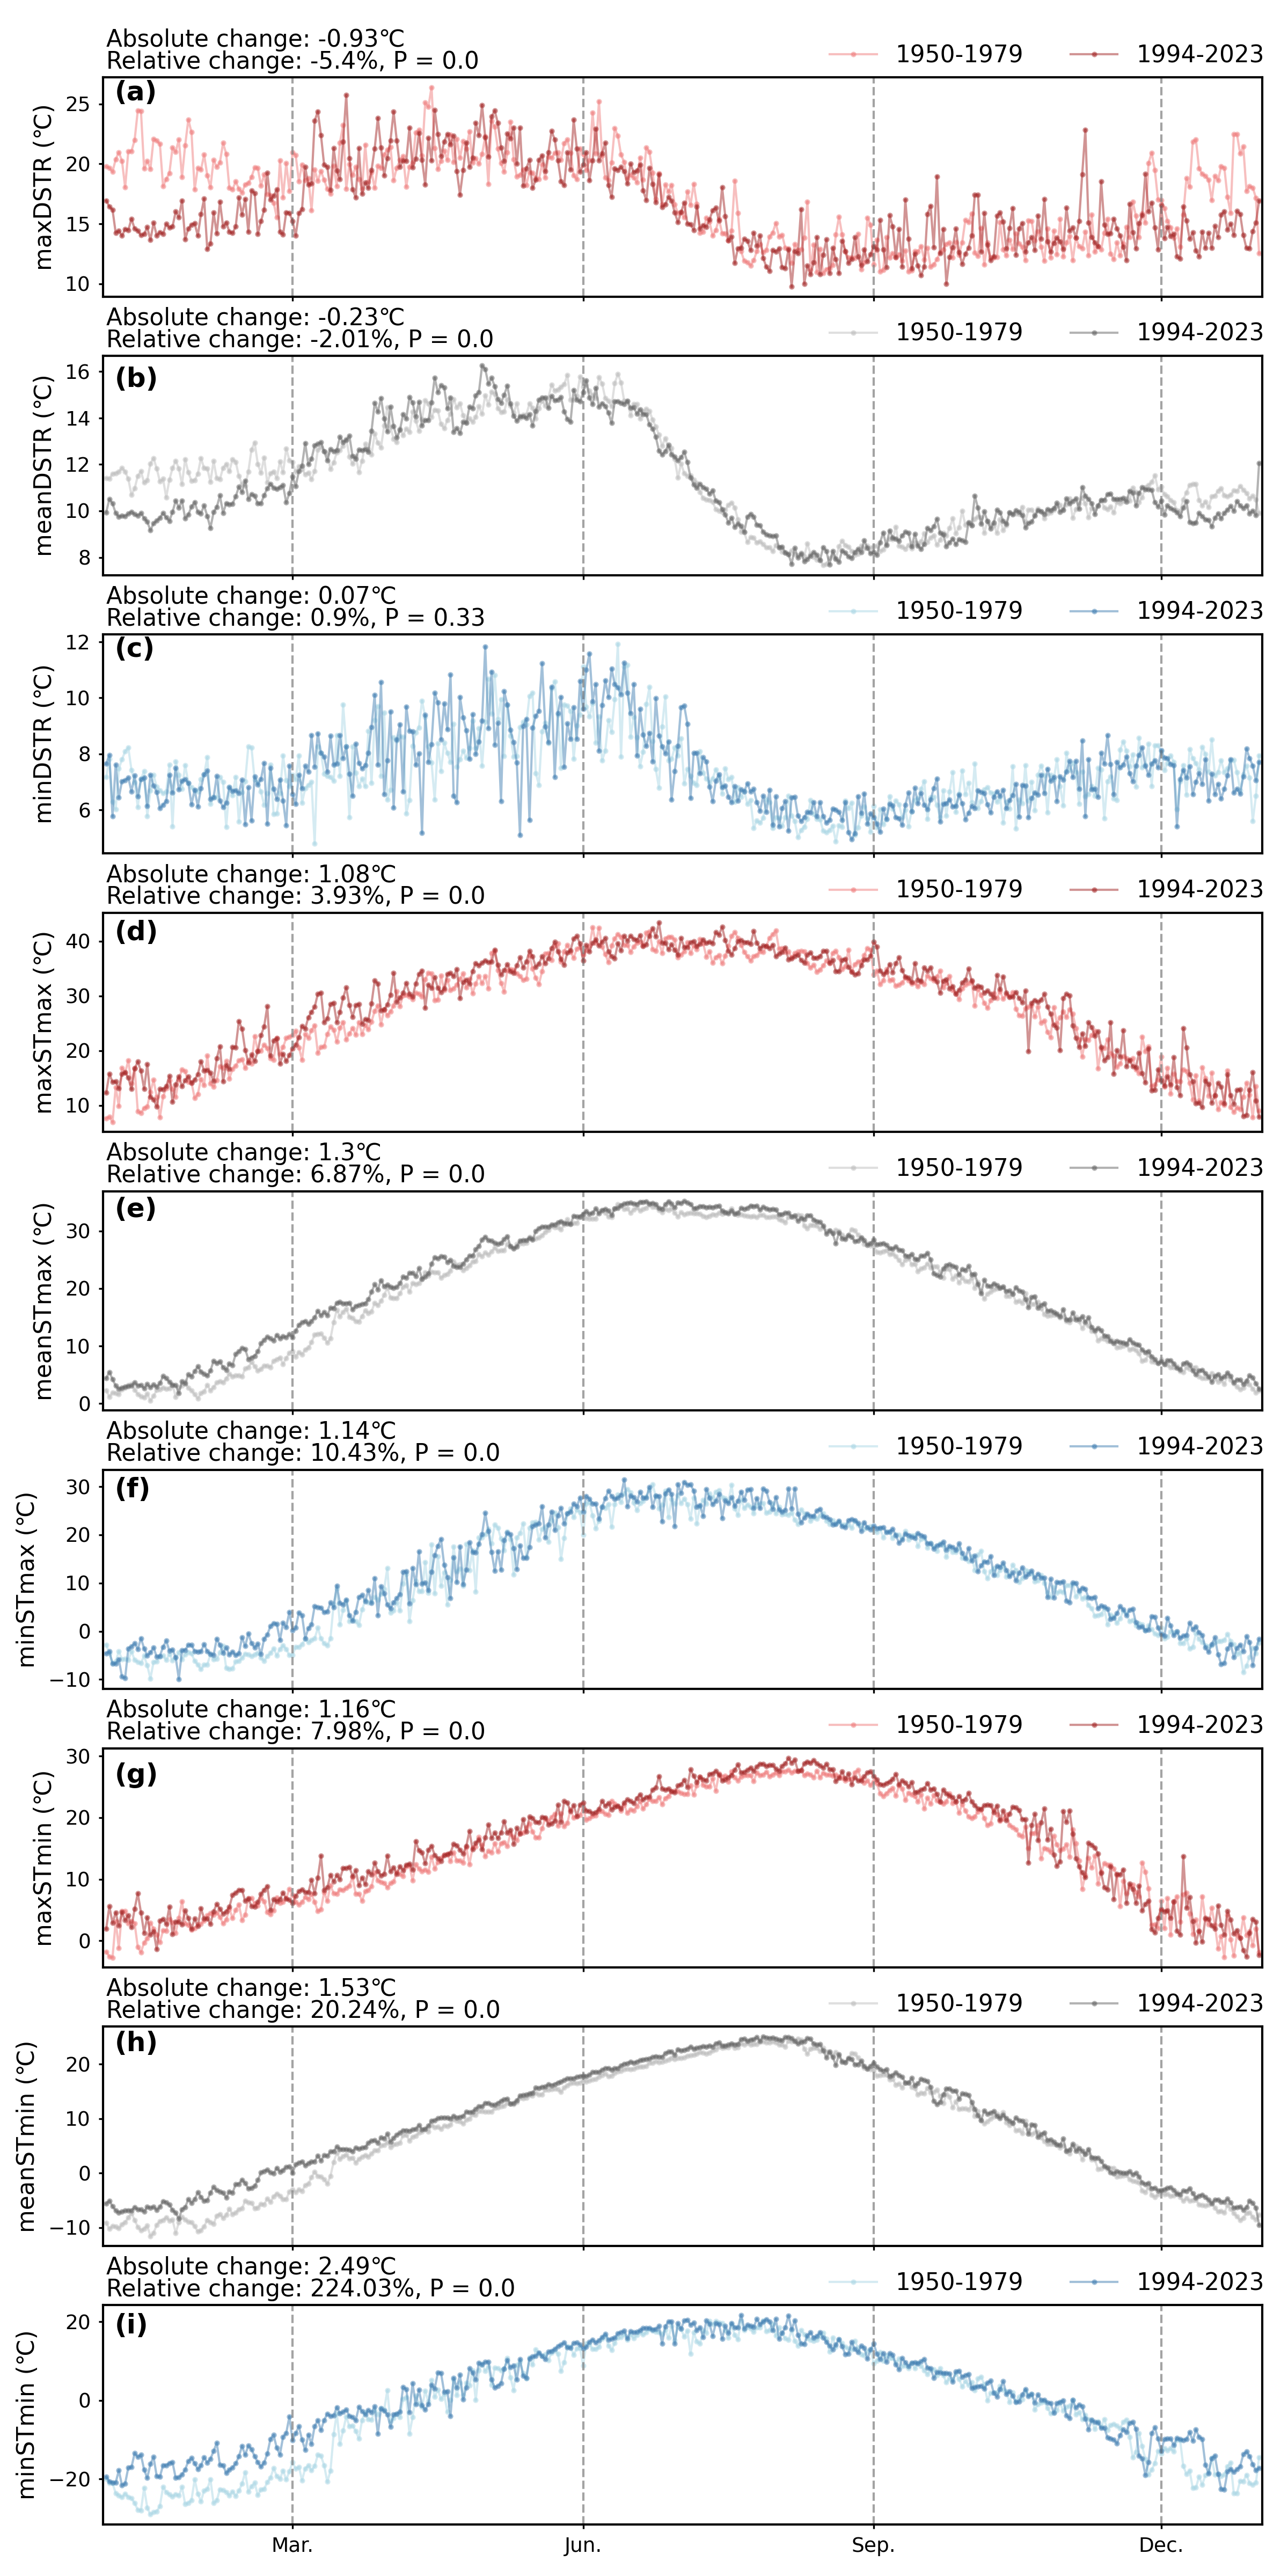 Absolute change: -0.93℃
Relative change: -5.4%, P = 0.0
1950-1979 1994-2023
(a)
maxDSTR (℃)
25
20
15
10
Absolute change: -0.23℃
Relative change: -2.01%, P = 0.0
1950-1979 1994-2023
(b)
meanDSTR (℃)
16
14
12
10
8
Absolute change: 0.07℃
Relative change: 0.9%, P = 0.33
1950-1979 1994-2023
(c)
minDSTR (℃)
12
10
8
6
Absolute change: 1.08℃
Relative change: 3.93%, P = 0.0
1950-1979 1994-2023
(d)
maxSTmax (℃)
40
30
20
10
Absolute change: 1.3℃
Relative change: 6.87%, P = 0.0
1950-1979 1994-2023
(e)
meanSTmax (℃)
30
20
10
0
Absolute change: 1.14℃
Relative change: 10.43%, P = 0.0
1950-1979 1994-2023
(f)
minSTmax (℃)
30
20
10
0
−10
Absolute change: 1.16℃
Relative change: 7.98%, P = 0.0
1950-1979 1994-2023
(g)
maxSTmin (℃)
30
20
10
0
Absolute change: 1.53℃
Relative change: 20.24%, P = 0.0
1950-1979 1994-2023
(h)
meanSTmin (℃)
20
10
0
−10
Absolute change: 2.49℃
Relative change: 224.03%, P = 0.0
1950-1979 1994-2023
(i)
minSTmin (℃)
20
0
−20
Mar. Jun. Sep. Dec.